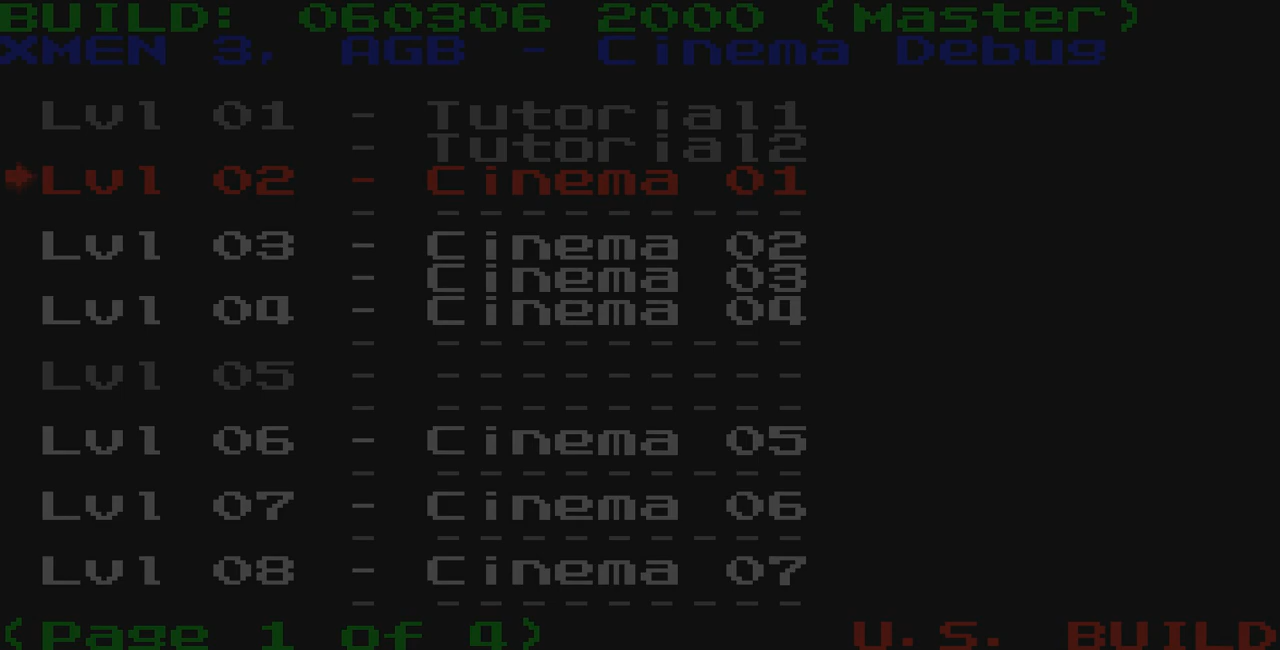 BUILD: 060306 2000 (Master)
XMEN 3, AGB - Cinema Debug
Lvl 01 - Tutorial1
- Tutorial2
Lvl 02 - Cinema 01
- ---------
Lvl 03 - Cinema 02
- Cinema 03
Lvl 04 - Cinema 04
- ---------
Lvl 05 - ---------
- ---------
Lvl 06 - Cinema 05
- ---------
Lvl 07 - Cinema 06
- ---------
Lvl 08 - Cinema 07
- ---------
(Page 1 of 4) U.S. BUILD